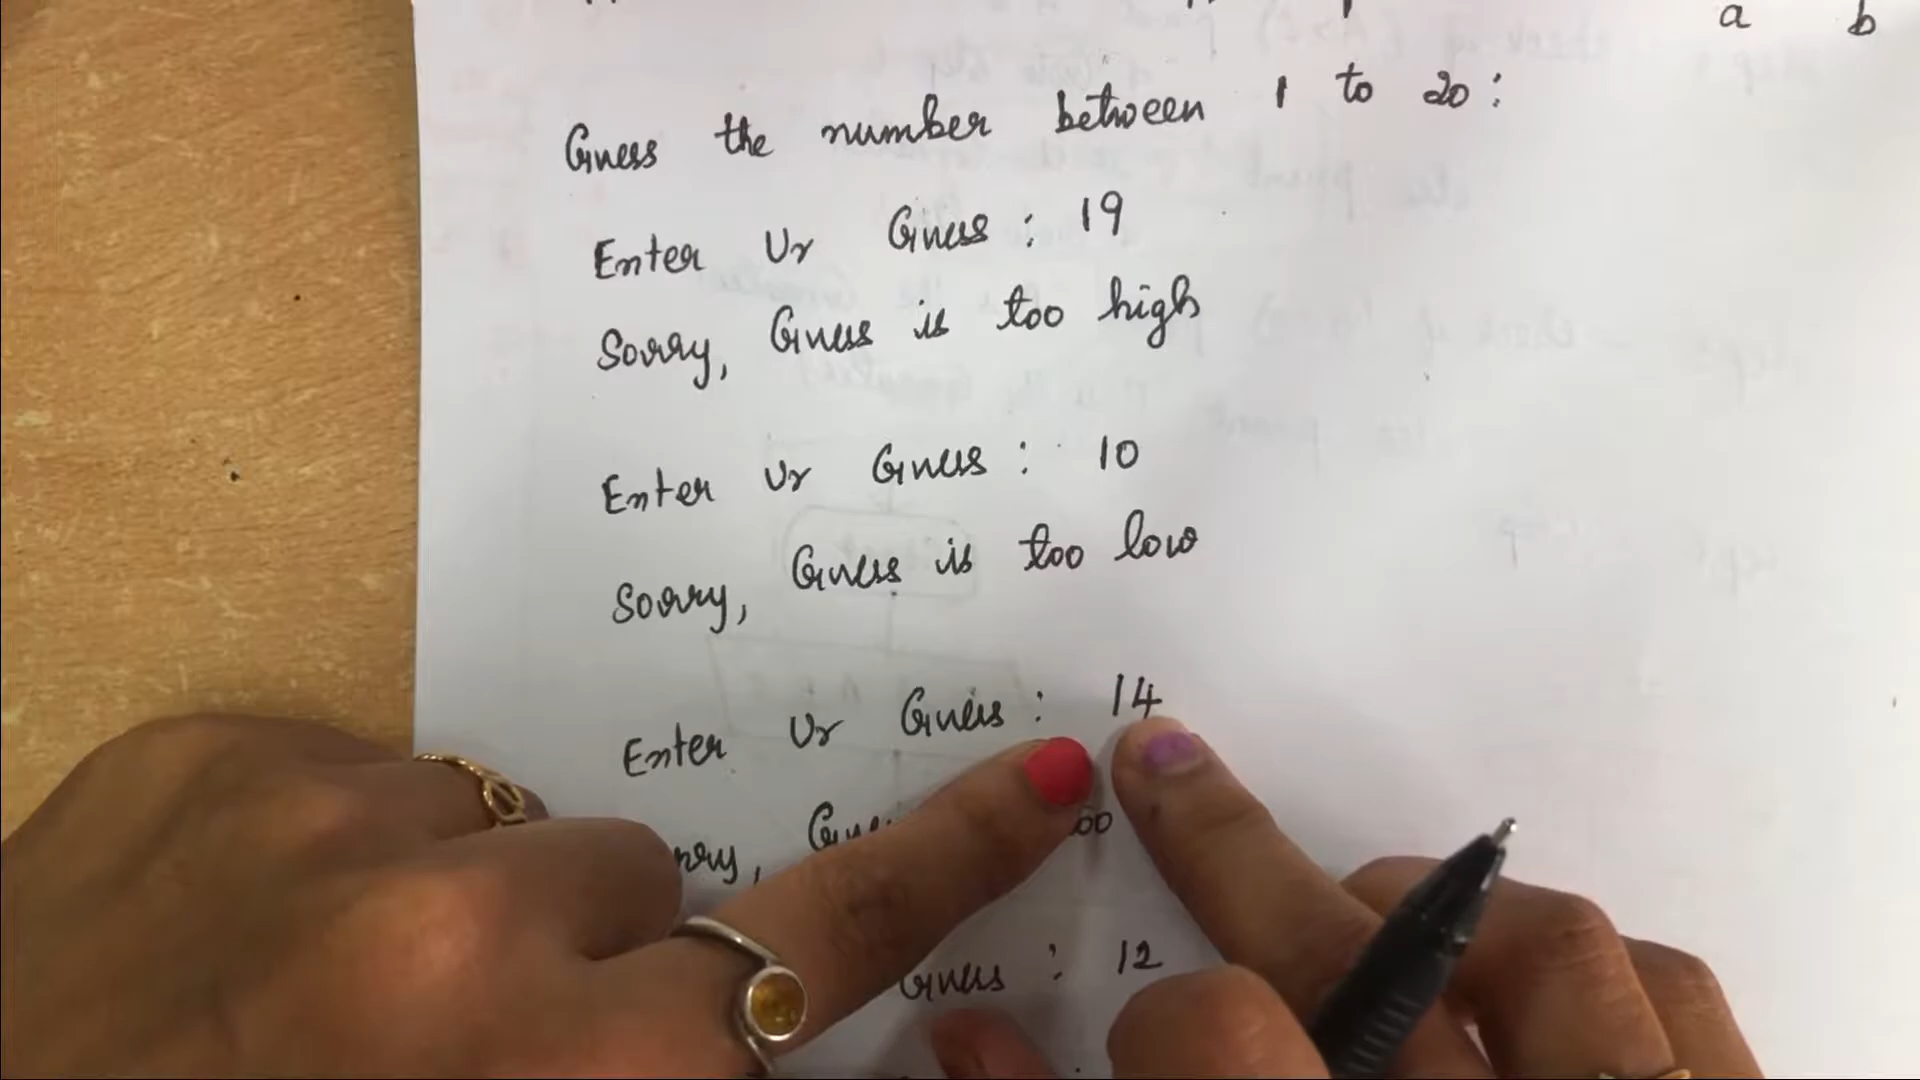 a b
Guess the number between 1 to 20:
Enter Ur Guess : 19
Sorry, Guess is too high
Enter Ur Guess : 10
Sorry, Guess is too low
Enter Ur Guess : 14
Guess : 12